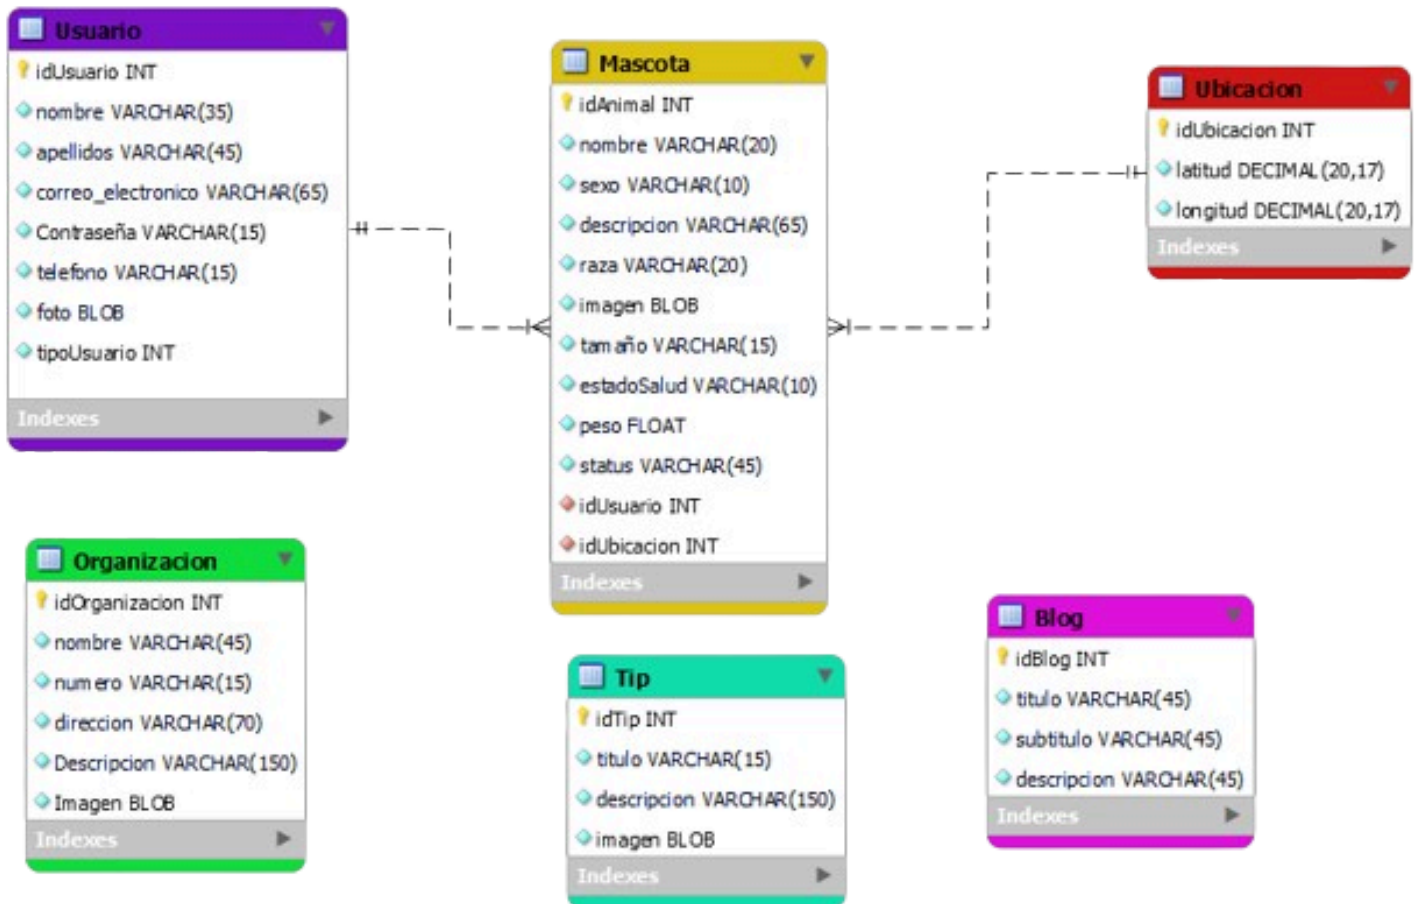 Usuario
idUsuario INT
nombre VARCHAR(35)
apellidos VARCHAR(45)
correo_electronico VARCHAR(65)
Contraseña VARCHAR(15)
telefono VARCHAR(15)
foto BLOB
tipoUsuario INT
Indexes
Mascota
idAnimal INT
nombre VARCHAR(20)
sexo VARCHAR(10)
descripcion VARCHAR(65)
raza VARCHAR(20)
imagen BLOB
tamaño VARCHAR(15)
estadoSalud VARCHAR(10)
peso FLOAT
status VARCHAR(45)
idUsuario INT
idUbicacion INT
Indexes
Ubicacion
idUbicacion INT
latitud DECIMAL(20,17)
longitud DECIMAL(20,17)
Indexes
Organizacion
idOrganizacion INT
nombre VARCHAR(45)
numero VARCHAR(15)
direccion VARCHAR(70)
Descripcion VARCHAR(150)
Imagen BLOB
Indexes
Tip
idTip INT
titulo VARCHAR(15)
descripcion VARCHAR(150)
imagen BLOB
Indexes
Blog
idBlog INT
titulo VARCHAR(45)
subtitulo VARCHAR(45)
descripcion VARCHAR(45)
Indexes